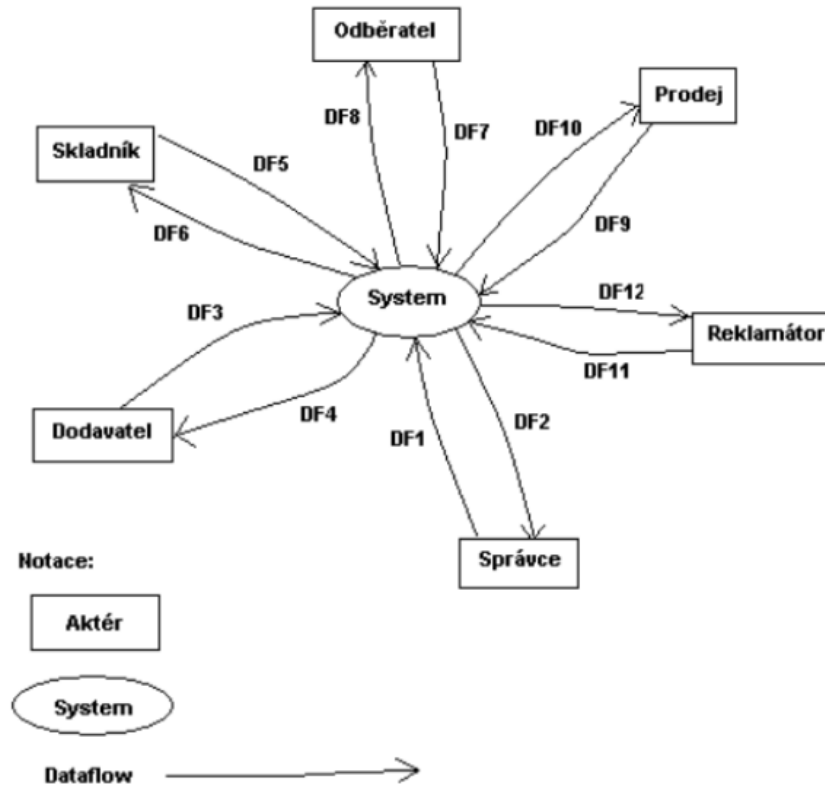 Odběratel
Prodej
DF8
DF7
DF10
Skladník
DF5
DF6
DF9
System
DF12
DF3
Reklamátor
DF11
DF4
Dodavatel
DF1
DF2
Správce
Notace:
Aktér
System
Dataflow